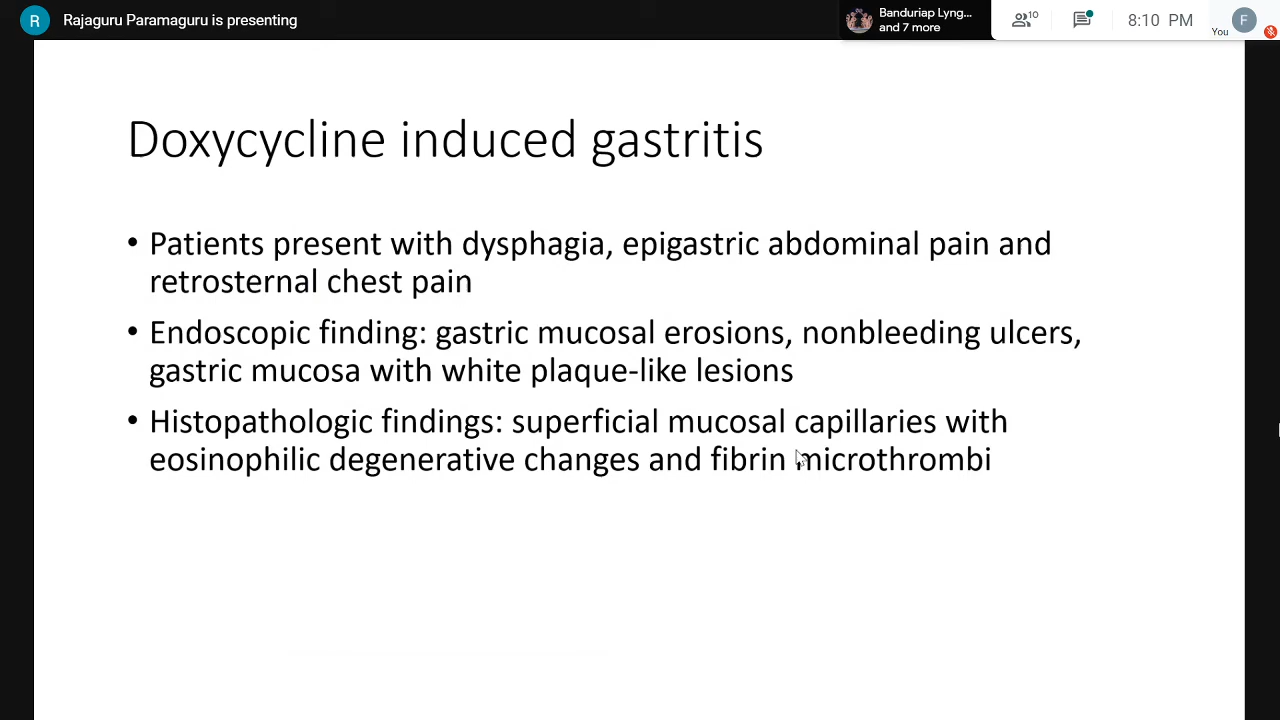 R Rajaguru Paramaguru is presenting
Banduriap Lyng...
and 7 more
10
8:10 PM
You
F
Doxycycline induced gastritis
• Patients present with dysphagia, epigastric abdominal pain and
retrosternal chest pain
• Endoscopic finding: gastric mucosal erosions, nonbleeding ulcers,
gastric mucosa with white plaque-like lesions
• Histopathologic findings: superficial mucosal capillaries with
eosinophilic degenerative changes and fibrin microthrombi